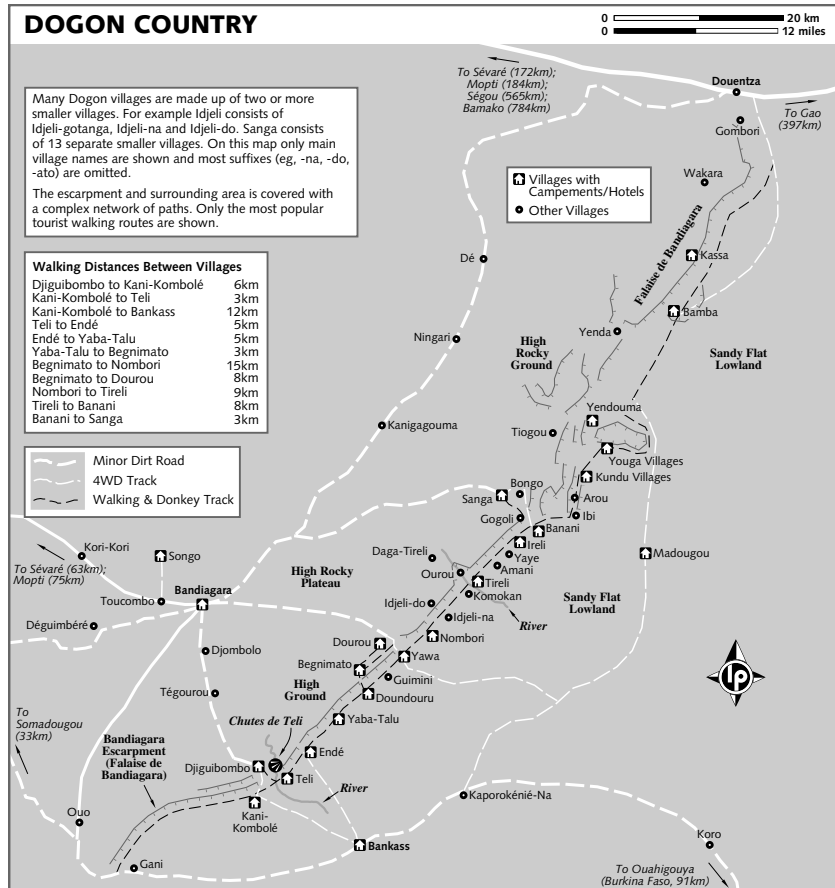 DOGON COUNTRY
0 20 km
0 12 miles
To Sévaré (172km);
Mopti (184km);
Ségou (565km);
Bamako (784km)
Douentza
To Gao
(397km)
Gombori
Many Dogon villages are made up of two or more
smaller villages. For example Idjeli consists of
Idjeli-gotanga, Idjeli-na and Idjeli-do. Sanga consists
of 13 separate smaller villages. On this map only main
village names are shown and most suffixes (eg, -na, -do,
-ato) are omitted.
The escarpment and surrounding area is covered with
a complex network of paths. Only the most popular
tourist walking routes are shown.
Villages with
Campements/Hotels
Other Villages
Wakara
Falaise de Bandiagara
Kassa
Dé
Bamba
Walking Distances Between Villages
Djiguibombo to Kani-Kombolé 6km
Kani-Kombolé to Teli 3km
Kani-Kombolé to Bankass 12km
Teli to Endé 5km
Endé to Yaba-Talu 5km
Yaba-Talu to Begnimato 3km
Begnimato to Nombori 15km
Begnimato to Dourou 8km
Nombori to Tireli 9km
Tireli to Banani 8km
Banani to Sanga 3km
Yenda
Ningari
High
Rocky
Ground
Sandy Flat
Lowland
Yendouma
Kanigagouma
Tiogou
Youga Villages
Minor Dirt Road
4WD Track
Walking & Donkey Track
Kundu Villages
Bongo
Sanga
Arou
Gogoli
Ibi
Banani
Kori-Kori
Songo
Ireli
Daga-Tireli
Yaye
Madougou
To Sévaré (63km);
Mopti (75km)
High Rocky
Plateau
Amani
Ourou
Tireli
Sandy Flat
Lowland
Bandiagara
Toucombo
Komokan
Idjeli-do
Idjeli-na
River
Déguimbéré
Nombori
Dourou
Djombolo
Yawa
Begnimato
Guimini
lp
High
Ground
Tégourou
Doundouru
To
Somadougou
(33km)
Chutes de Teli
Yaba-Talu
Bandiagara
Escarpment
(Falaise de
Bandiagara)
Endé
Djiguibombo
Teli
River
Kaporokénié-Na
Ouo
Kani-
Kombolé
Koro
Bankass
Gani
To Ouahigouya
(Burkina Faso, 91km)